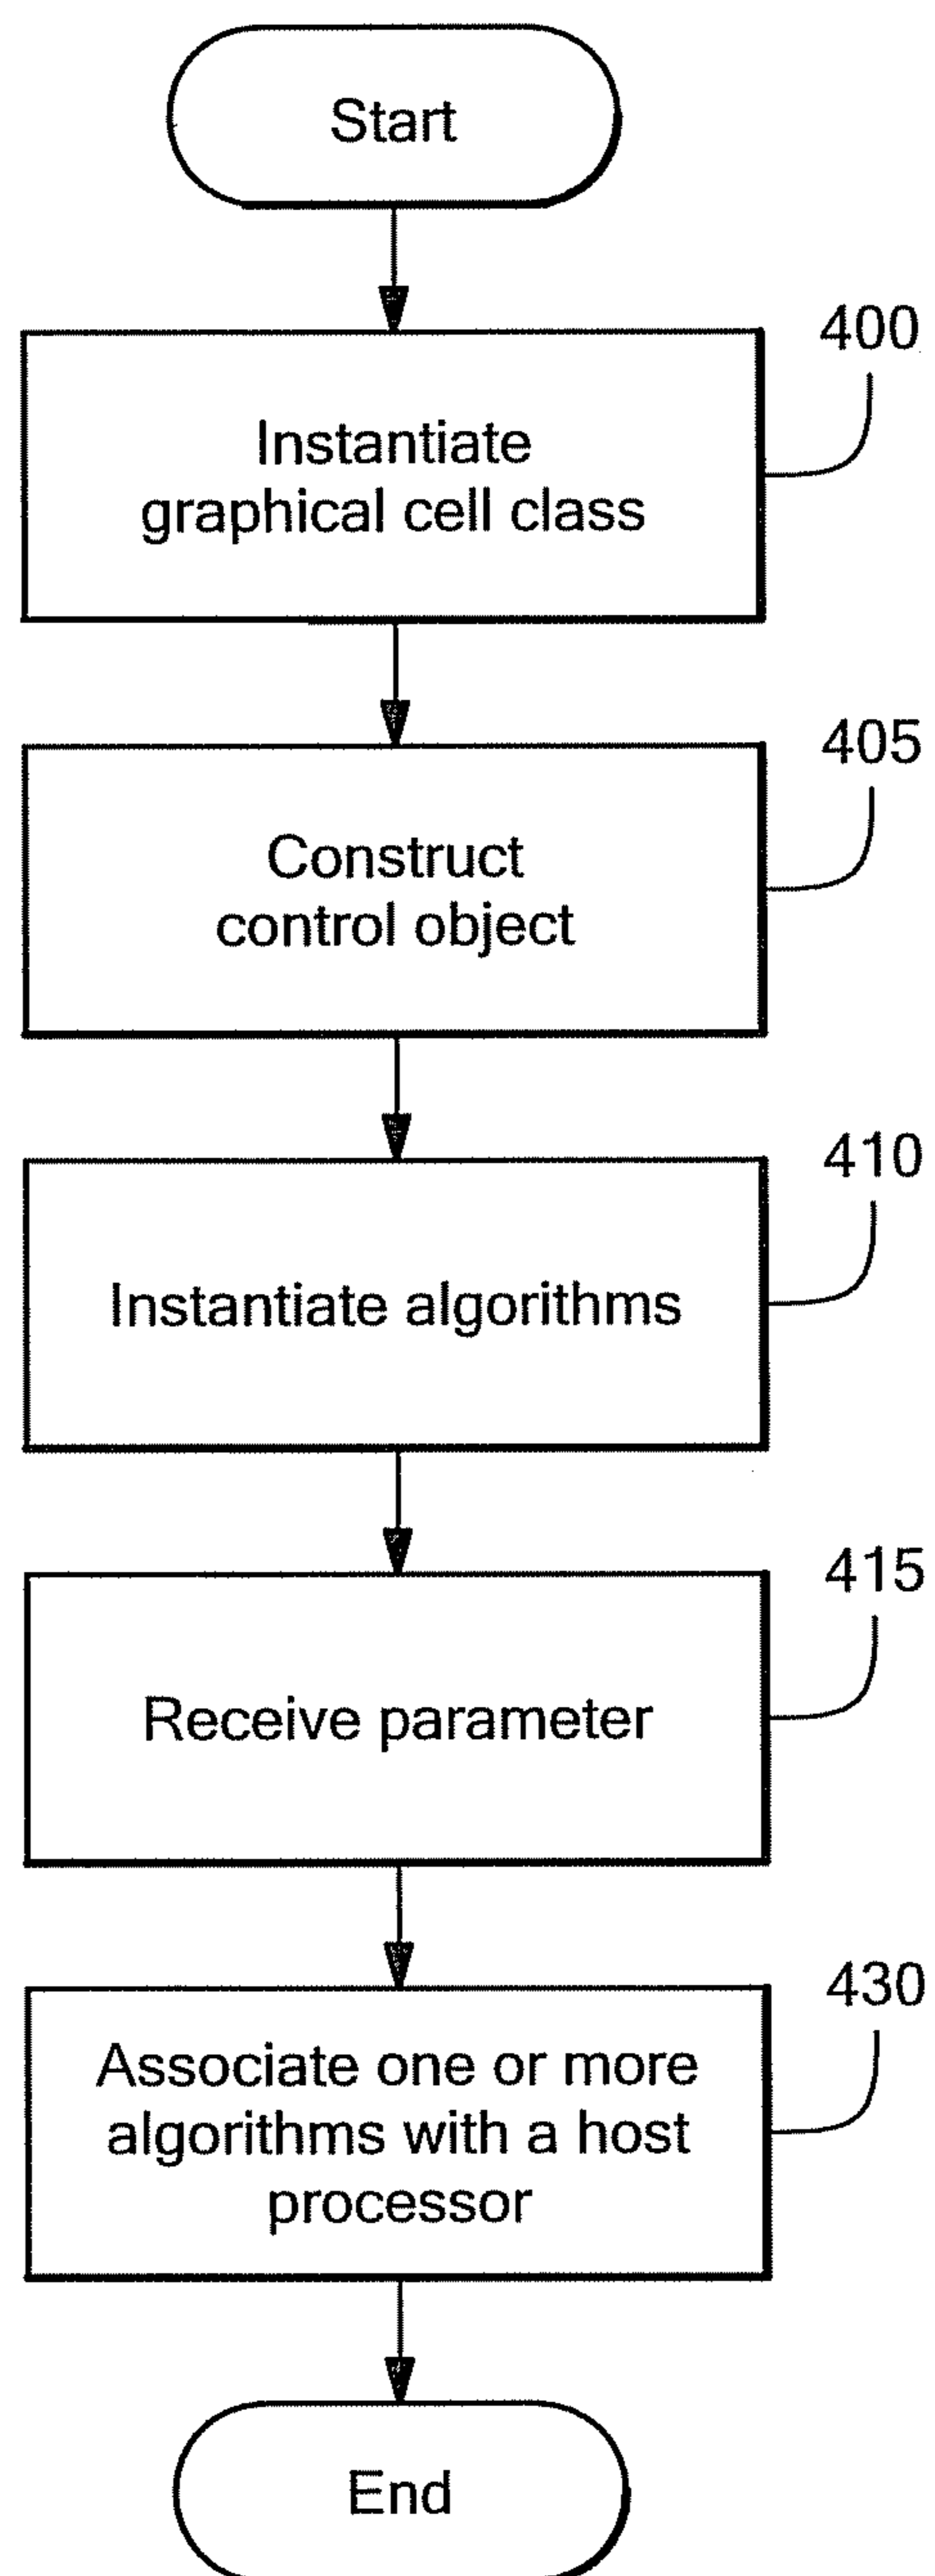 Start
400
Instantiate
graphical cell class
405
Construct
control object
410
Instantiate algorithms
415
Receive parameter
430
Associate one or more
algorithms with a host
processor
End